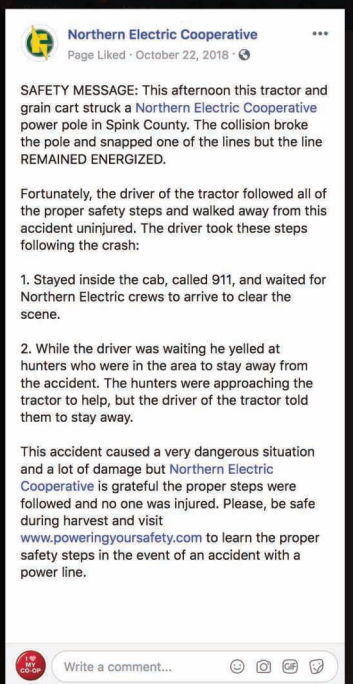 Northern Electric Cooperative
Page Liked · October 22, 2018 ·
SAFETY MESSAGE: This afternoon this tractor and
grain cart struck a Northern Electric Cooperative
power pole in Spink County. The collision broke
the pole and snapped one of the lines but the line
REMAINED ENERGIZED.
Fortunately, the driver of the tractor followed all of
the proper safety steps and walked away from this
accident uninjured. The driver took these steps
following the crash:
1. Stayed inside the cab, called 911, and waited for
Northern Electric crews to arrive to clear the
scene.
2. While the driver was waiting he yelled at
hunters who were in the area to stay away from
the accident. The hunters were approaching the
tractor to help, but the driver of the tractor told
them to stay away.
This accident caused a very dangerous situation
and a lot of damage but Northern Electric
Cooperative is grateful the proper steps were
followed and no one was injured. Please, be safe
during harvest and visit
www.poweringyoursafety.com to learn the proper
safety steps in the event of an accident with a
power line.
I
MY
CO-OP
Write a comment...
GIF